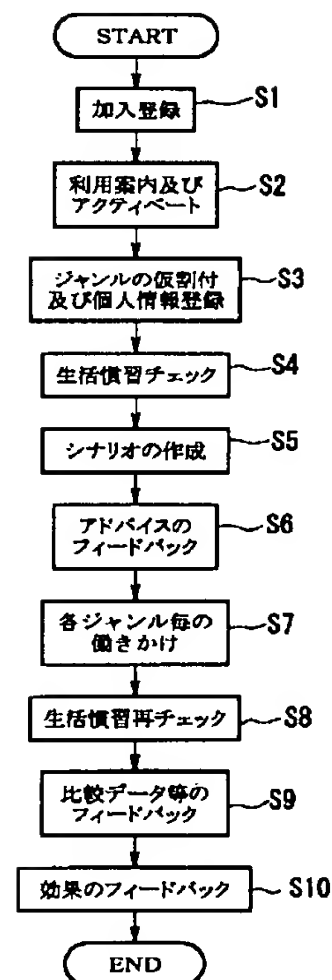 START
加入登録
S1
利用案内及び
アクティベート
S2
ジャンルの仮割付
及び個人情報登録
S3
生活慣習チェック
S4
シナリオの作成
S5
アドバイスの
フィードバック
S6
各ジャンル毎の
働きかけ
S7
生活慣習再チェック
S8
比較データ等の
フィードバック
S9
効果のフィードバック
S10
END